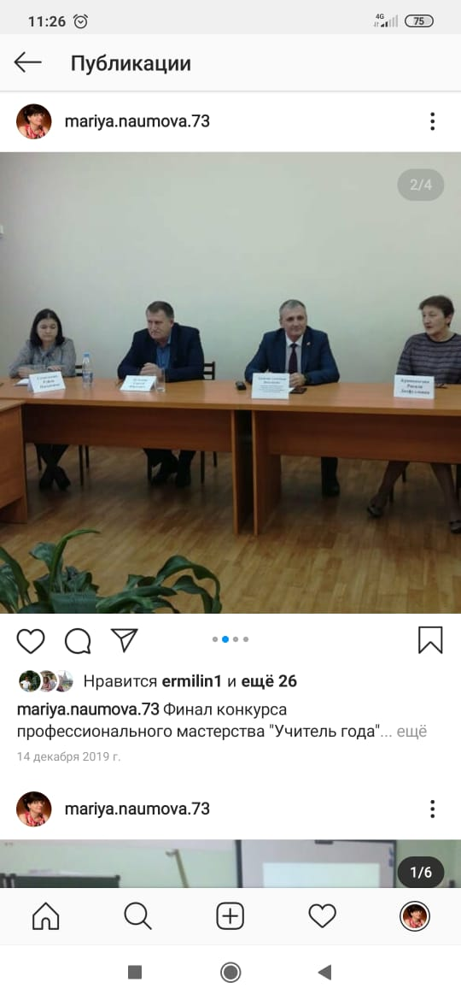 11:26
4G
75
Публикации
mariya.naumova.73
2/4
Нравится ermilin1 и ещё 26
mariya.naumova.73 Финал конкурса
профессионального мастерства "Учитель года"... ещё
14 декабря 2019 г.
mariya.naumova.73
1/6